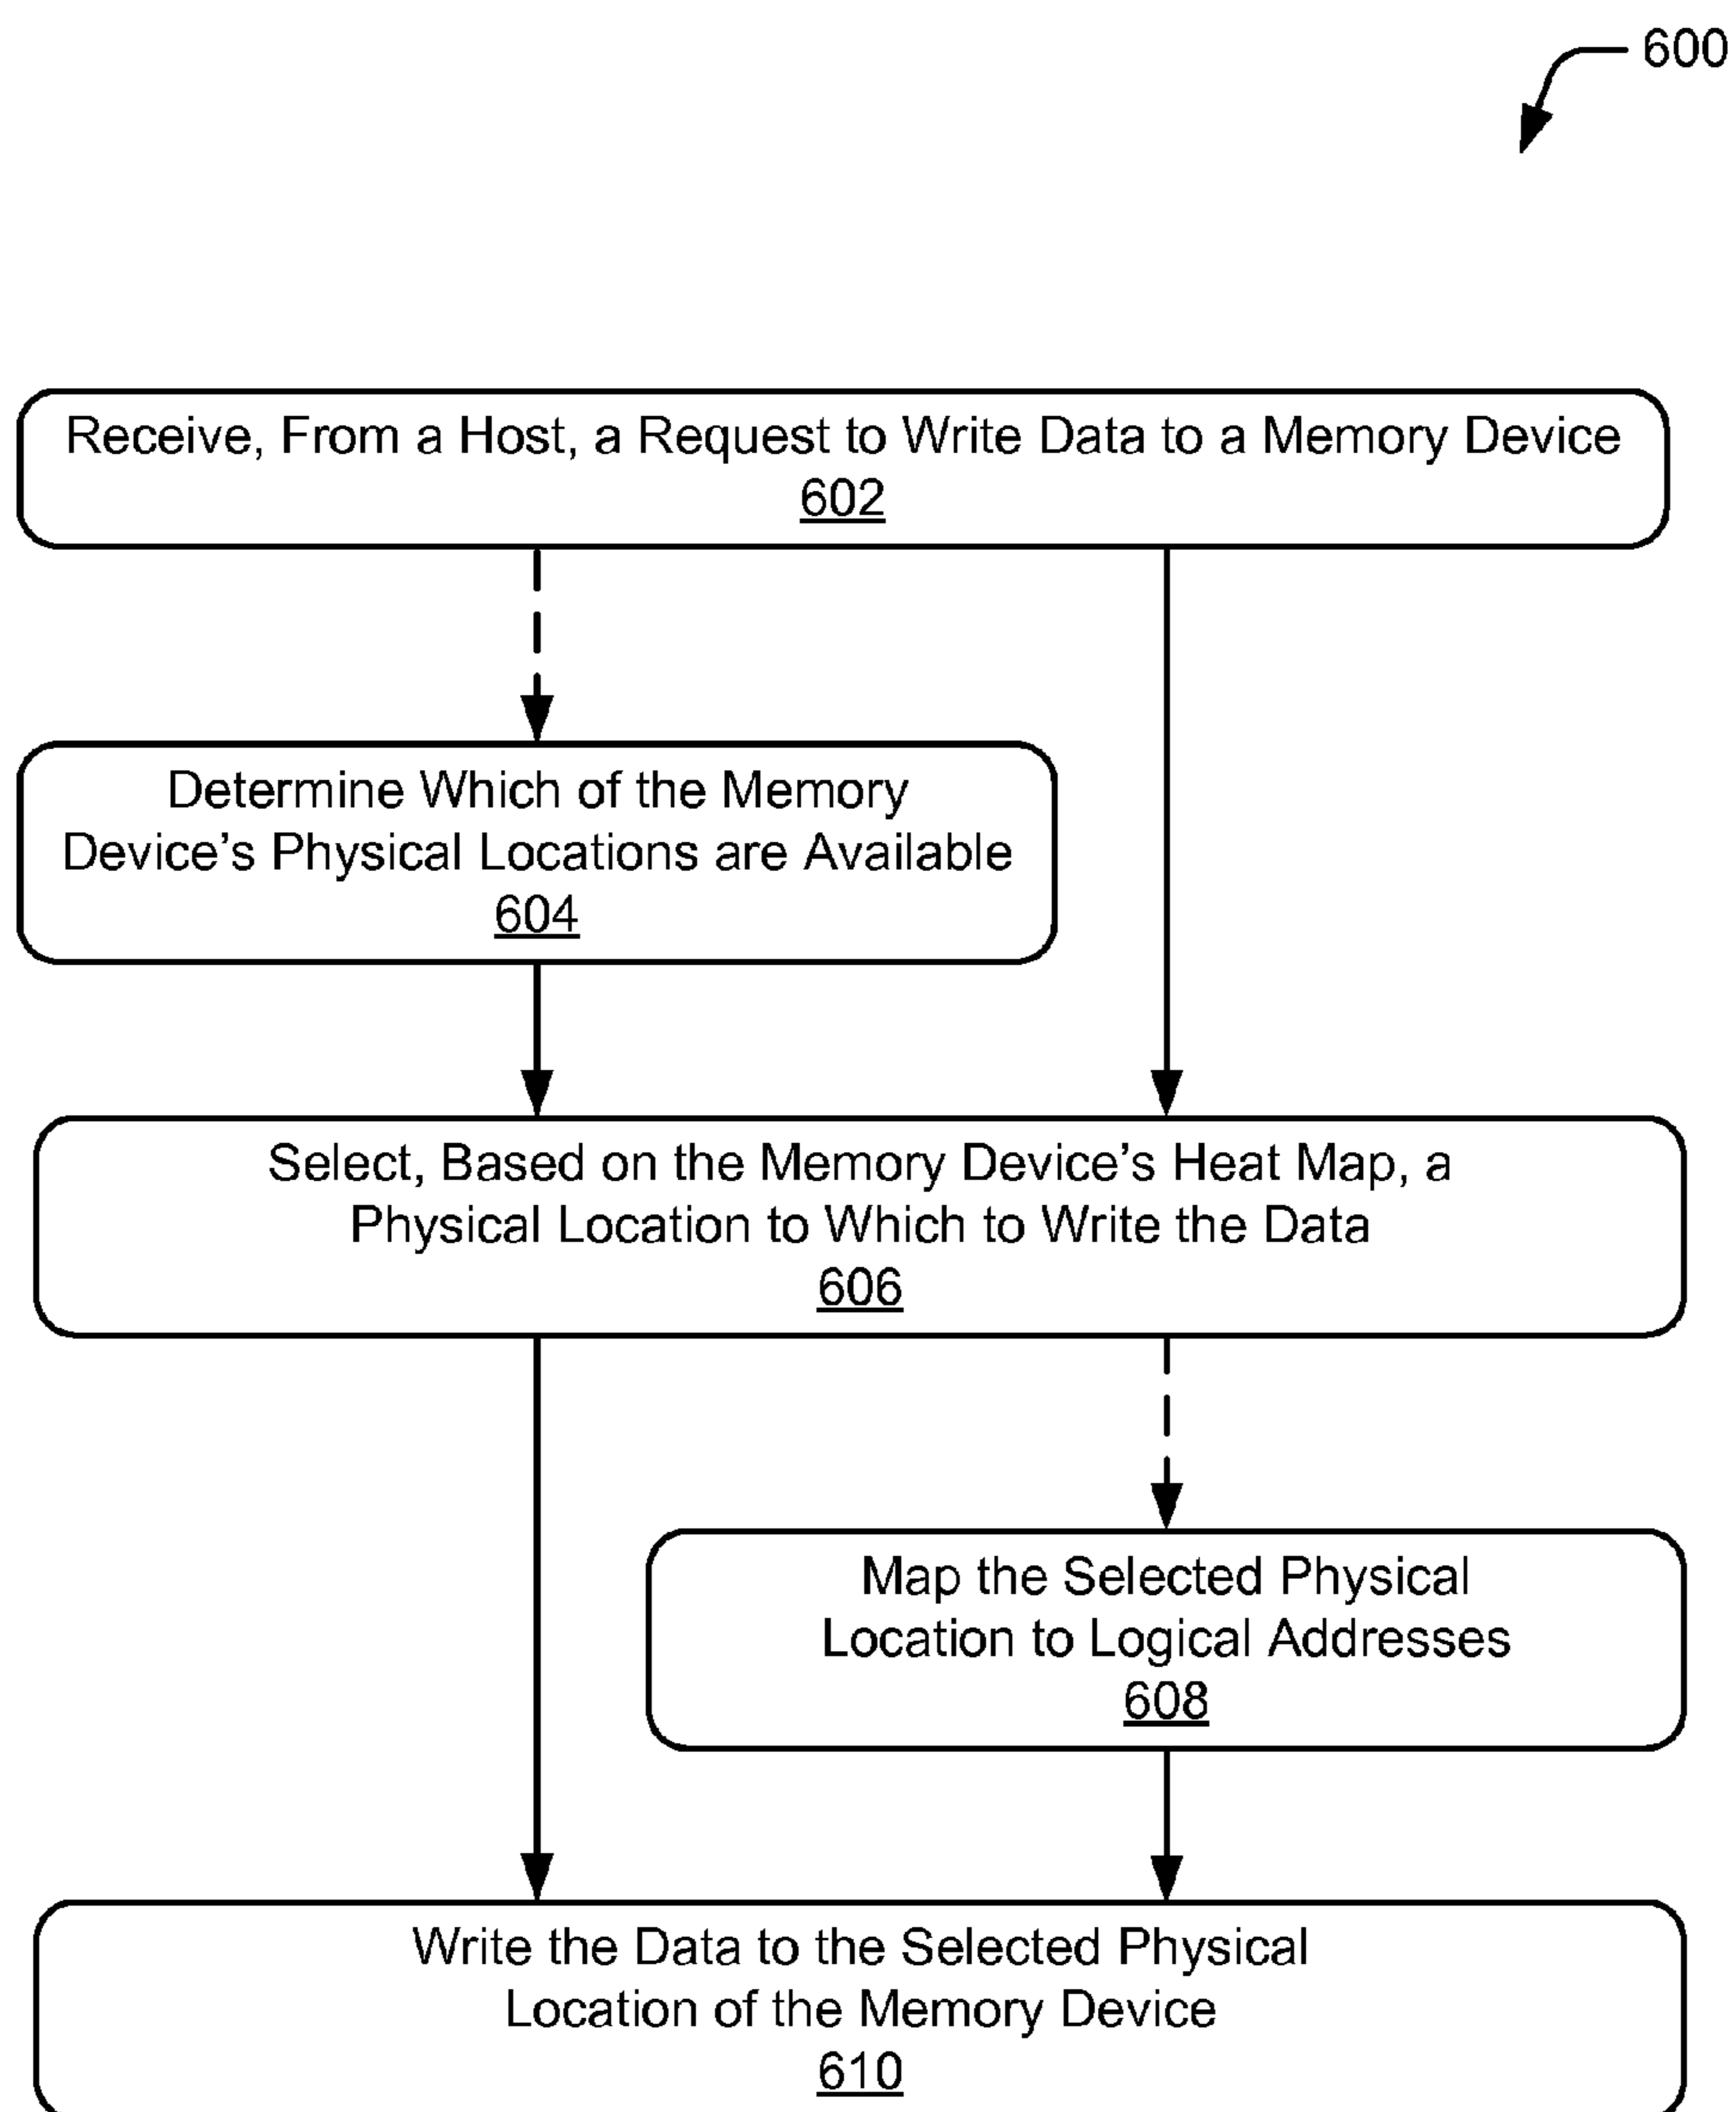 600
Receive, From a Host, a Request to Write Data to a Memory Device
602
Determine Which of the Memory
Device's Physical Locations are Available
604
Select, Based on the Memory Device's Heat Map, a
Physical Location to Which to Write the Data
606
Map the Selected Physical
Location to Logical Addresses
608
Write the Data to the Selected Physical
Location of the Memory Device
610